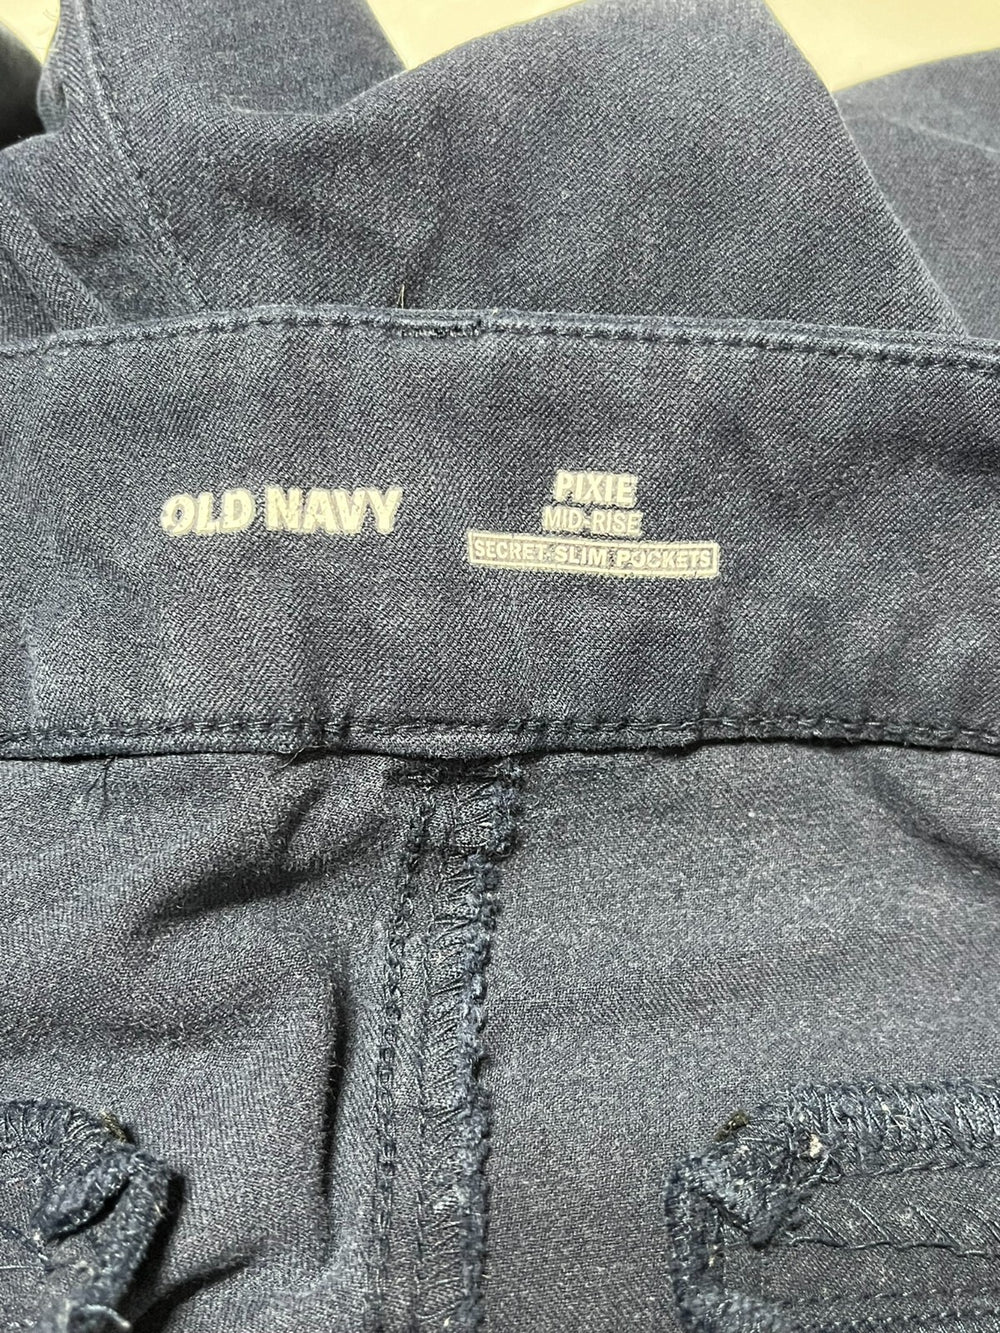 OLD NAVY
PIXIE
MID-RISE
SECRET-SLIM POCKETS